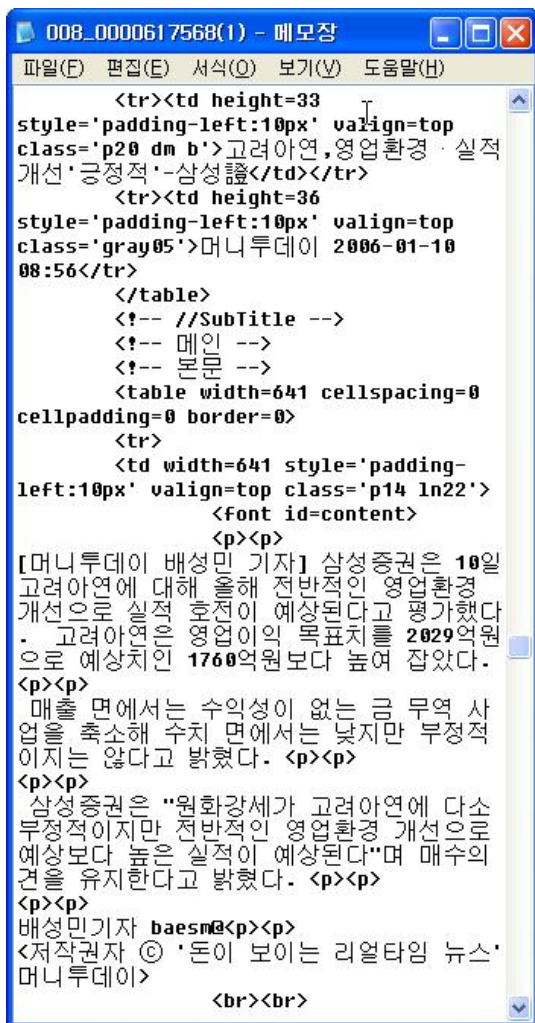 008_0000617568(1) - 메모장
파일(F) 편집(E) 서식(O) 보기(V) 도움말(H)
<tr><td height=33
style='padding-left:10px' valign=top
class='p20 dm b'>고려아연,영업환경·실적
개선'긍정적'-삼성證</td></tr>
<tr><td height=36
style='padding-left:10px' valign=top
class='gray05'>머니투데이 2006-01-10
08:56</tr>
</table>
<!-- //SubTitle -->
<!-- 메인 -->
<!-- 본문 -->
<table width=641 cellspacing=0
cellpadding=0 border=0>
<tr>
<td width=641 style='padding-
left:10px' valign=top class='p14 ln22'>
<font id=content>
<p><p>
[머니투데이 배성민 기자] 삼성증권은 10일
고려아연에 대해 올해 전반적인 영업환경
개선으로 실적 호전이 예상된다고 평가했다
. 고려아연은 영업이익 목표치를 2029억원
으로 예상치인 1760억원보다 높여 잡았다.
<p><p>
매출 면에서는 수익성이 없는 금 무역 사
업을 축소해 수치 면에서는 낮지만 부정적
이지는 않다고 밝혔다. <p><p>
<p><p>
삼성증권은 "원화강세가 고려아연에 다소
부정적이지만 전반적인 영업환경 개선으로
예상보다 높은 실적이 예상된다"며 매수의
견을 유지한다고 밝혔다. <p><p>
<p><p>
배성민기자 baesm@<p><p>
<저작권자 ⓒ '돈이 보이는 리얼타임 뉴스'
머니투데이>
<br><br>